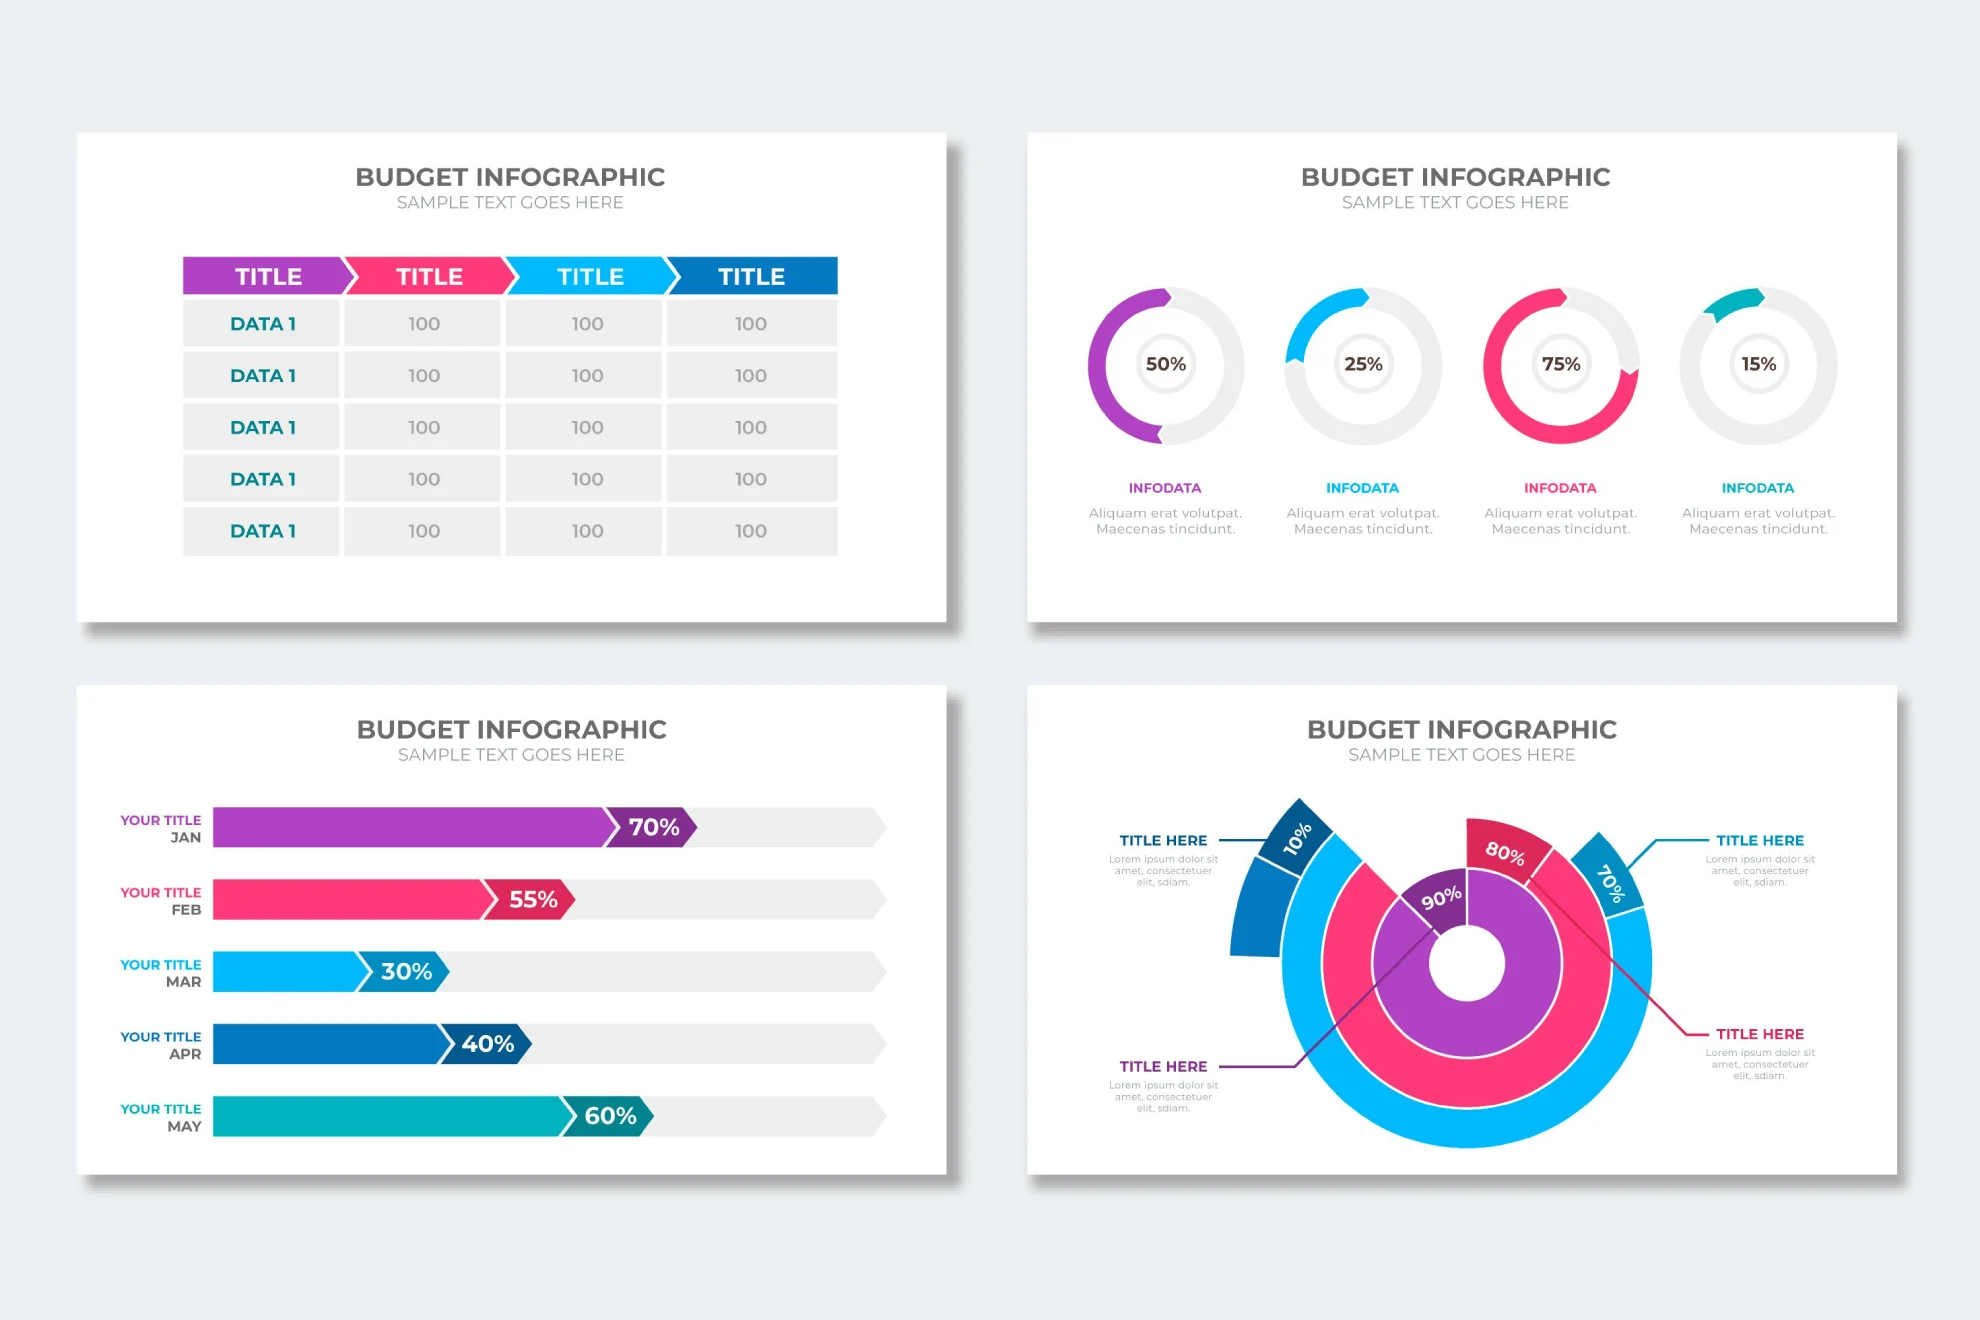 BUDGET INFOGRAPHIC
SAMPLE TEXT GOES HERE
TITLE TITLE TITLE TITLE
DATA 1 100 100 100
DATA 1 100 100 100
DATA 1 100 100 100
DATA 1 100 100 100
DATA 1 100 100 100
BUDGET INFOGRAPHIC
SAMPLE TEXT GOES HERE
50% 25% 75% 15%
INFODATA INFODATA INFODATA INFODATA
Aliquam erat volutpat. Aliquam erat volutpat. Aliquam erat volutpat. Aliquam erat volutpat.
Maecenas tincidunt. Maecenas tincidunt. Maecenas tincidunt. Maecenas tincidunt.
BUDGET INFOGRAPHIC
SAMPLE TEXT GOES HERE
YOUR TITLE
JAN
70%
YOUR TITLE
FEB
55%
YOUR TITLE
MAR
30%
YOUR TITLE
APR
40%
YOUR TITLE
MAY
60%
BUDGET INFOGRAPHIC
SAMPLE TEXT GOES HERE
TITLE HERE
Lorem ipsum dolor sit
amet, consectetuer
elit, sdiam.
10%
80%
70%
90%
TITLE HERE
Lorem ipsum dolor sit
amet, consectetuer
elit, sdiam.
TITLE HERE
Lorem ipsum dolor sit
amet, consectetuer
elit, sdiam.
TITLE HERE
Lorem ipsum dolor sit
amet, consectetuer
elit, sdiam.